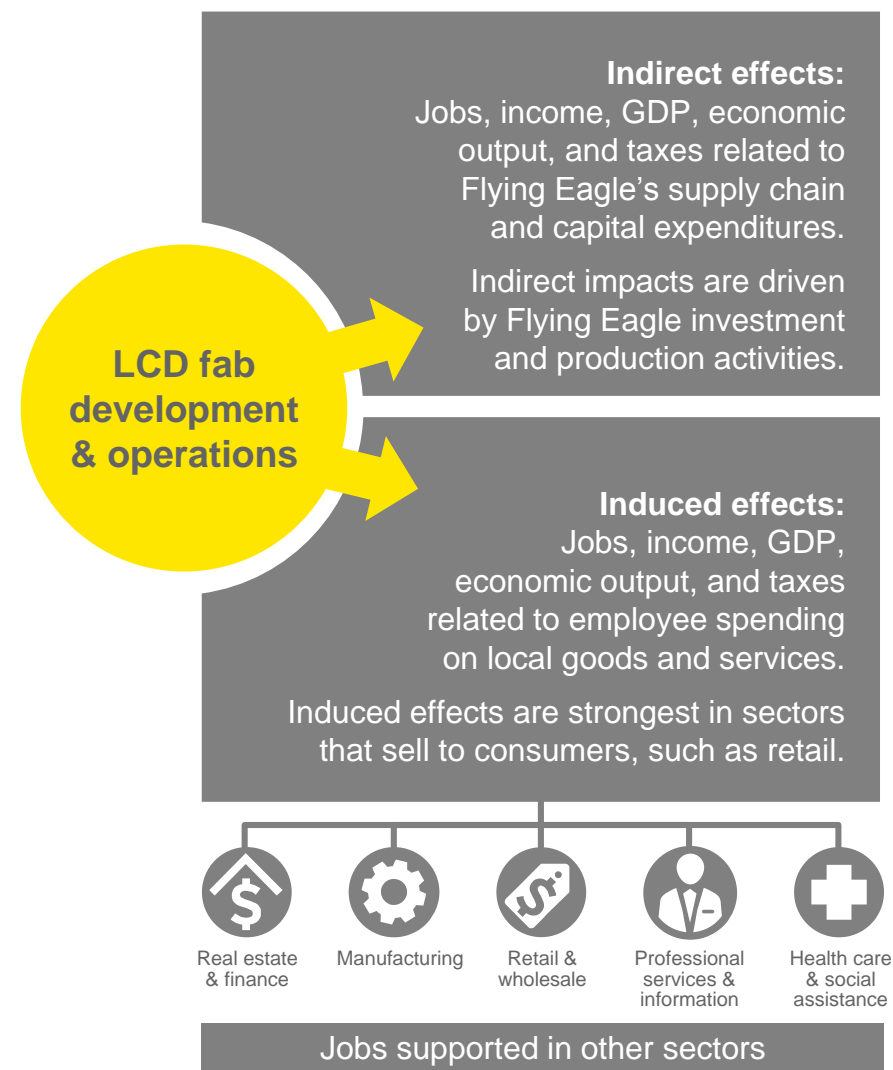 Indirect effects:
Jobs, income, GDP, economic
output, and taxes related to
Flying Eagle’s supply chain
and capital expenditures.
Indirect impacts are driven
by Flying Eagle investment
and production activities.
LCD fab
development
& operations
Induced effects:
Jobs, income, GDP,
economic output, and taxes
related to employee spending
on local goods and services.
Induced effects are strongest in sectors
that sell to consumers, such as retail.
Real estate
& finance
Manufacturing
Retail &
wholesale
Professional
services &
information
Health care
& social
assistance
Jobs supported in other sectors